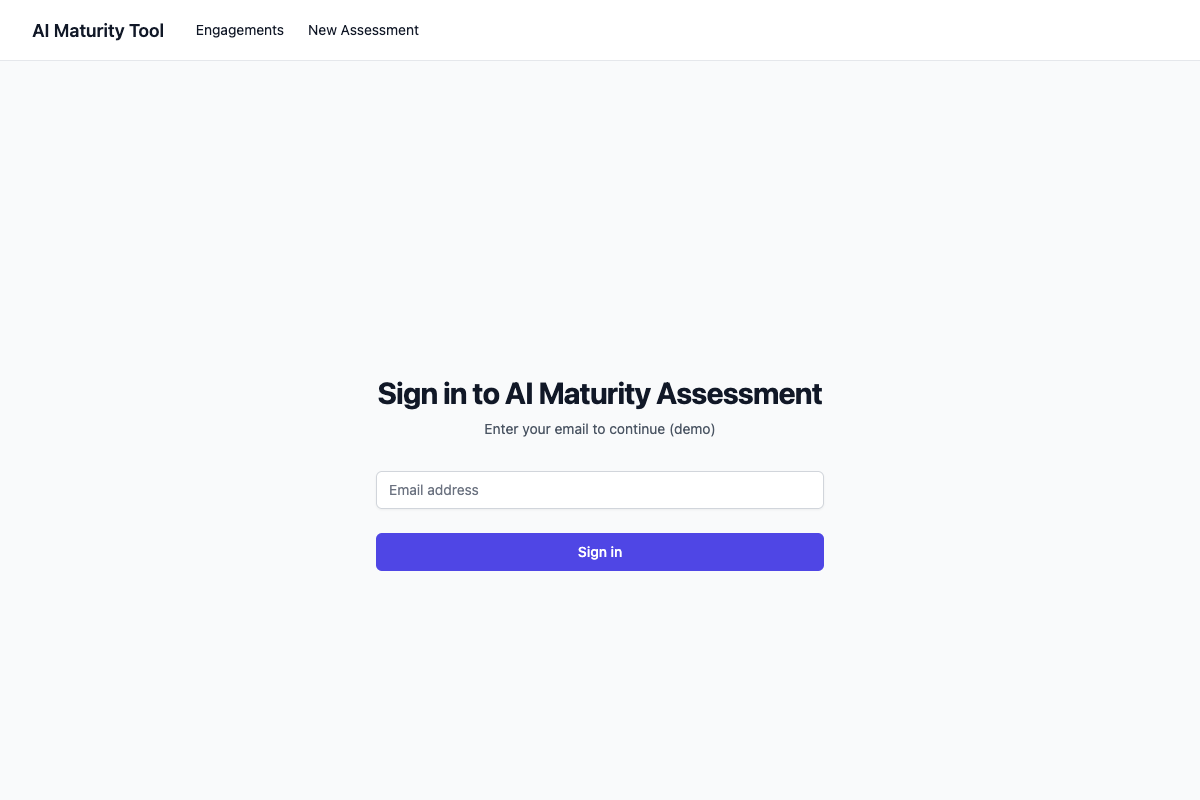 AI Maturity Tool
Engagements
New Assessment
Sign in to AI Maturity Assessment
Enter your email to continue (demo)
Email address
Sign in